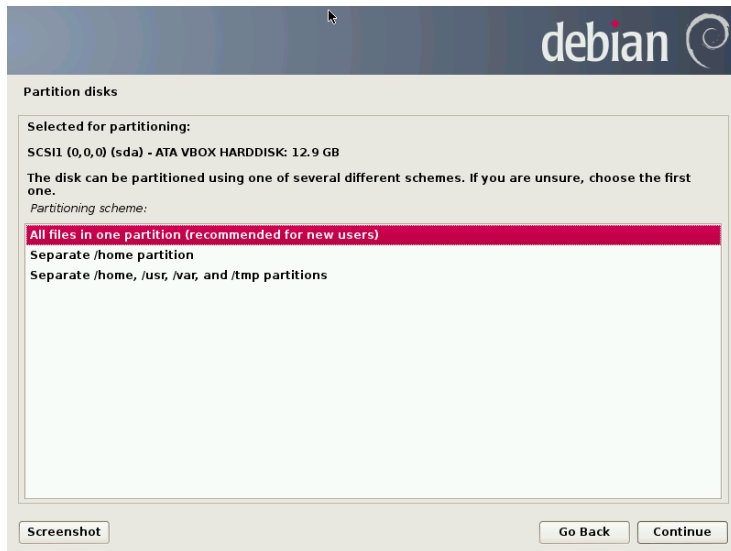 debian
Partition disks
Selected for partitioning:
SCSI1 (0,0,0) (sda) - ATA VBOX HARDDISK: 12.9 GB
The disk can be partitioned using one of several different schemes. If you are unsure, choose the first
one.
Partitioning scheme:
All files in one partition (recommended for new users)
Separate /home partition
Separate /home, /usr, /var, and /tmp partitions
Screenshot
Go Back
Continue